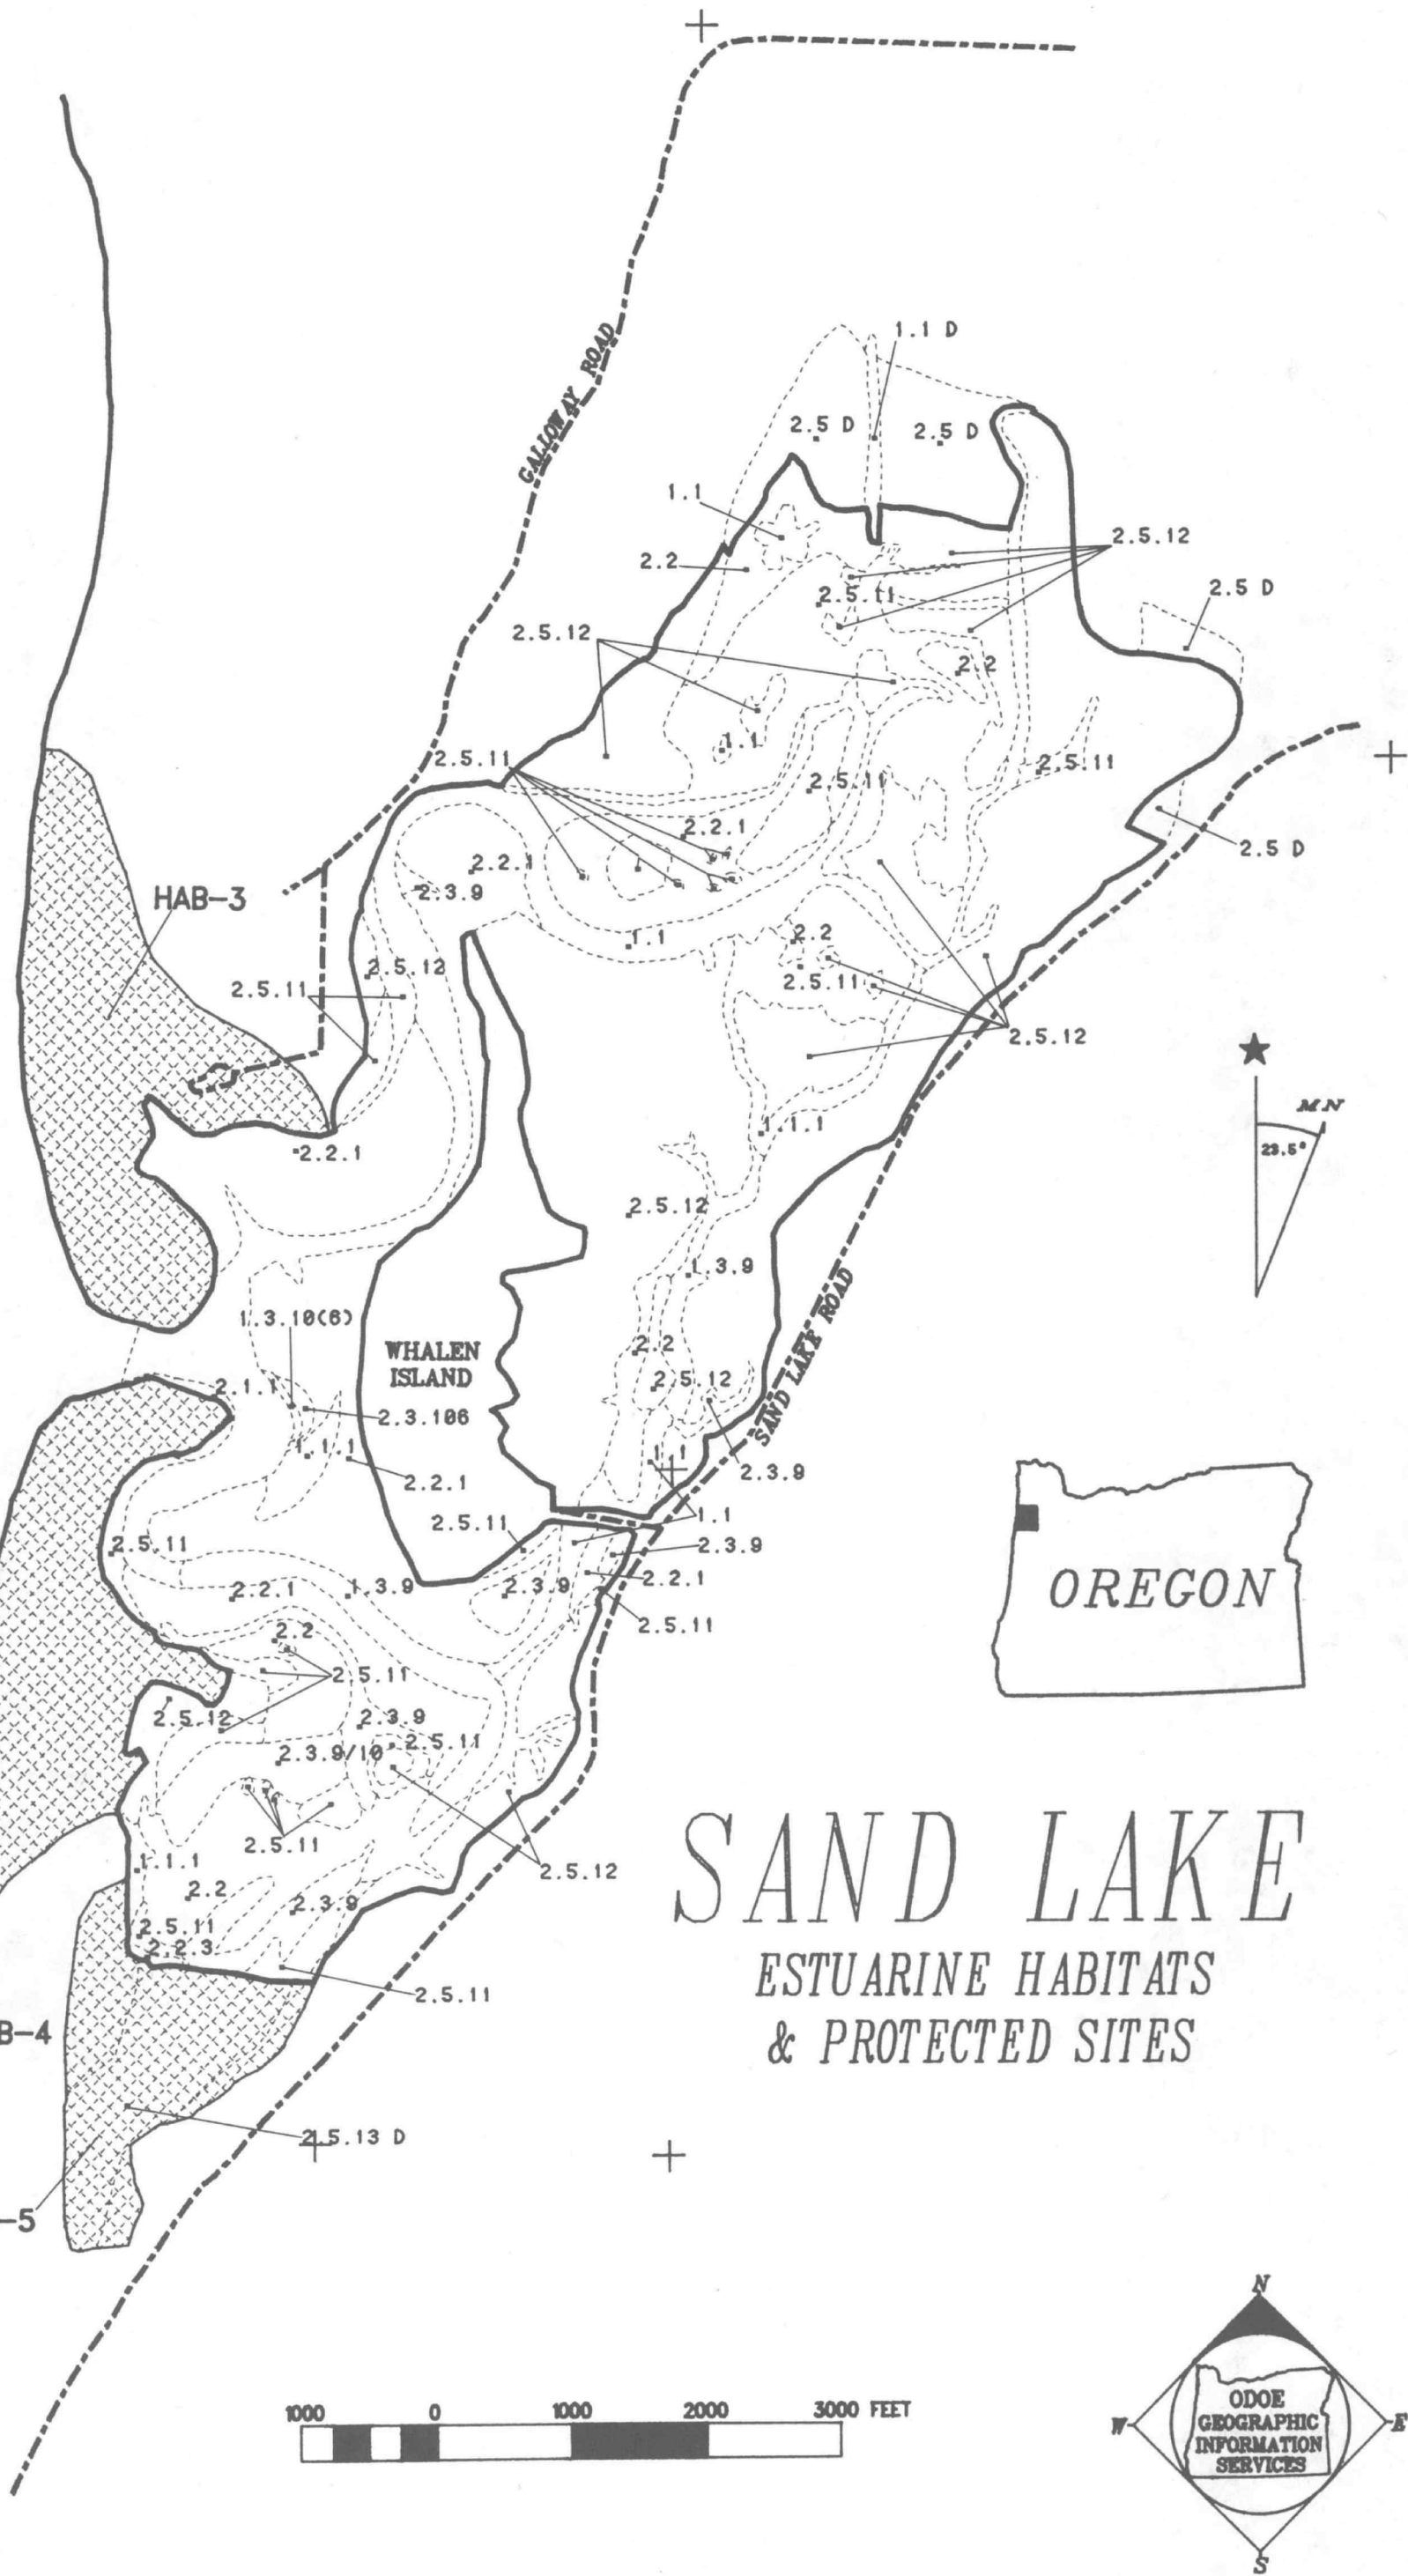 GALLOWAY ROAD
1.1 D
2.5 D
2.5 D
1.1
2.5.12
2.2
2.5 D
2.5.11
2.5.12
2.2
1.1
2.5.11
2.5.11
2.5.11
2.2.1
2.5 D
2.2.1
2.3.9
HAB-3
1.1
2.2
2.5.12
2.5.11
2.5.11
2.5.12
MN
23.5°
1.1.1
2.2.1
2.5.12
1.3.9
1.3.10(6)
SAND LAKE ROAD
WHALEN
ISLAND
2.2
2.5.12
2.1.1
2.3.106
1.1.1
1.1
2.3.9
2.2.1
1.1
2.5.11
2.3.9
2.5.11
2.2.1
1.3.9
2.3.9
2.2.1
2.5.11
OREGON
2.2
2.5.11
2.5.12
2.3.9
2.5.11
2.3.9/10
2.5.11
2.5.12
1.1.1
2.2
2.3.9
2.5.11
2.2.3
2.5.11
SAND LAKE
ESTUARINE HABITATS
& PROTECTED SITES
B-4
2.5.13 D
-5
N
1000 0 1000 2000 3000 FEET
ODOE
W GEOGRAPHIC E
INFORMATION
SERVICES
S